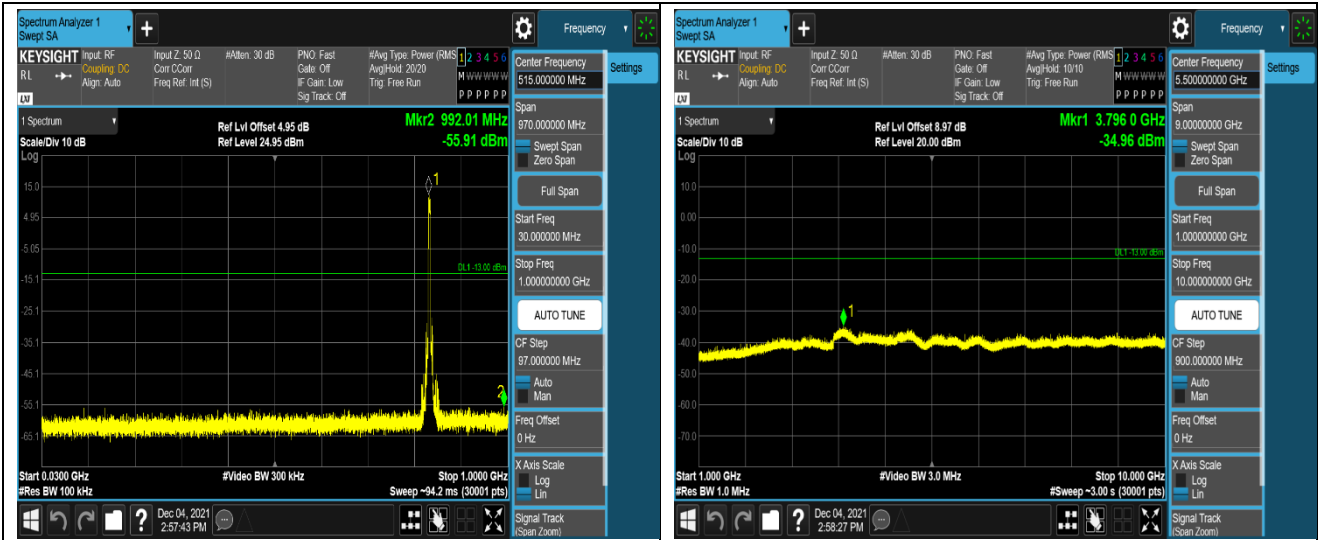 Spectrum Analyzer 1
Swept SA
+
Frequency
KEYSIGHT
Input: RF
Coupling: DC
Align: Auto
Input Z: 50 Ω
Corr CCorr
Freq Ref: Int (S)
#Atten: 30 dB
PNO: Fast
Gate: Off
IF Gain: Low
Sig Track: Off
#Avg Type: Power (RMS
Avg|Hold: 20/20
Trig: Free Run
1 2 3 4 5 6
M W W W W W
P P P P P P
RL
LXI
Center Frequency
515.000000 MHz
Settings
Span
970.000000 MHz
Swept Span
Zero Span
Full Span
Start Freq
30.000000 MHz
Stop Freq
1.000000000 GHz
AUTO TUNE
CF Step
97.000000 MHz
Auto
Man
Freq Offset
0 Hz
X Axis Scale
Log
Lin
Signal Track
(Span Zoom)
1 Spectrum
Scale/Div 10 dB
Log
Ref Lvl Offset 4.95 dB
Ref Level 24.95 dBm
Mkr2 992.01 MHz
-55.91 dBm
1
15.0
4.95
-5.05
DL1 -13.00 dBm
-15.1
-25.1
-35.1
-45.1
2
-55.1
-65.1
Start 0.0300 GHz
#Res BW 100 kHz
#Video BW 300 kHz
Stop 1.0000 GHz
Sweep ~94.2 ms (30001 pts)
?
Dec 04, 2021
2:57:43 PM
Spectrum Analyzer 1
Swept SA
+
Frequency
KEYSIGHT
Input: RF
Coupling: DC
Align: Auto
Input Z: 50 Ω
Corr CCorr
Freq Ref: Int (S)
#Atten: 30 dB
PNO: Fast
Gate: Off
IF Gain: Low
Sig Track: Off
#Avg Type: Power (RMS
Avg|Hold: 10/10
Trig: Free Run
1 2 3 4 5 6
M W W W W W
P P P P P P
RL
LXI
Center Frequency
5.500000000 GHz
Settings
Span
9.00000000 GHz
Swept Span
Zero Span
Full Span
Start Freq
1.000000000 GHz
Stop Freq
10.000000000 GHz
AUTO TUNE
CF Step
900.000000 MHz
Auto
Man
Freq Offset
0 Hz
X Axis Scale
Log
Lin
Signal Track
(Span Zoom)
1 Spectrum
Scale/Div 10 dB
Log
Ref Lvl Offset 8.97 dB
Ref Level 20.00 dBm
Mkr1 3.796 0 GHz
-34.96 dBm
10.0
0.00
-10.0
DL1 -13.00 dBm
-20.0
-30.0
1
-40.0
-50.0
-60.0
-70.0
Start 1.000 GHz
#Res BW 1.0 MHz
#Video BW 3.0 MHz
Stop 10.000 GHz
#Sweep ~3.00 s (30001 pts)
?
Dec 04, 2021
2:58:27 PM